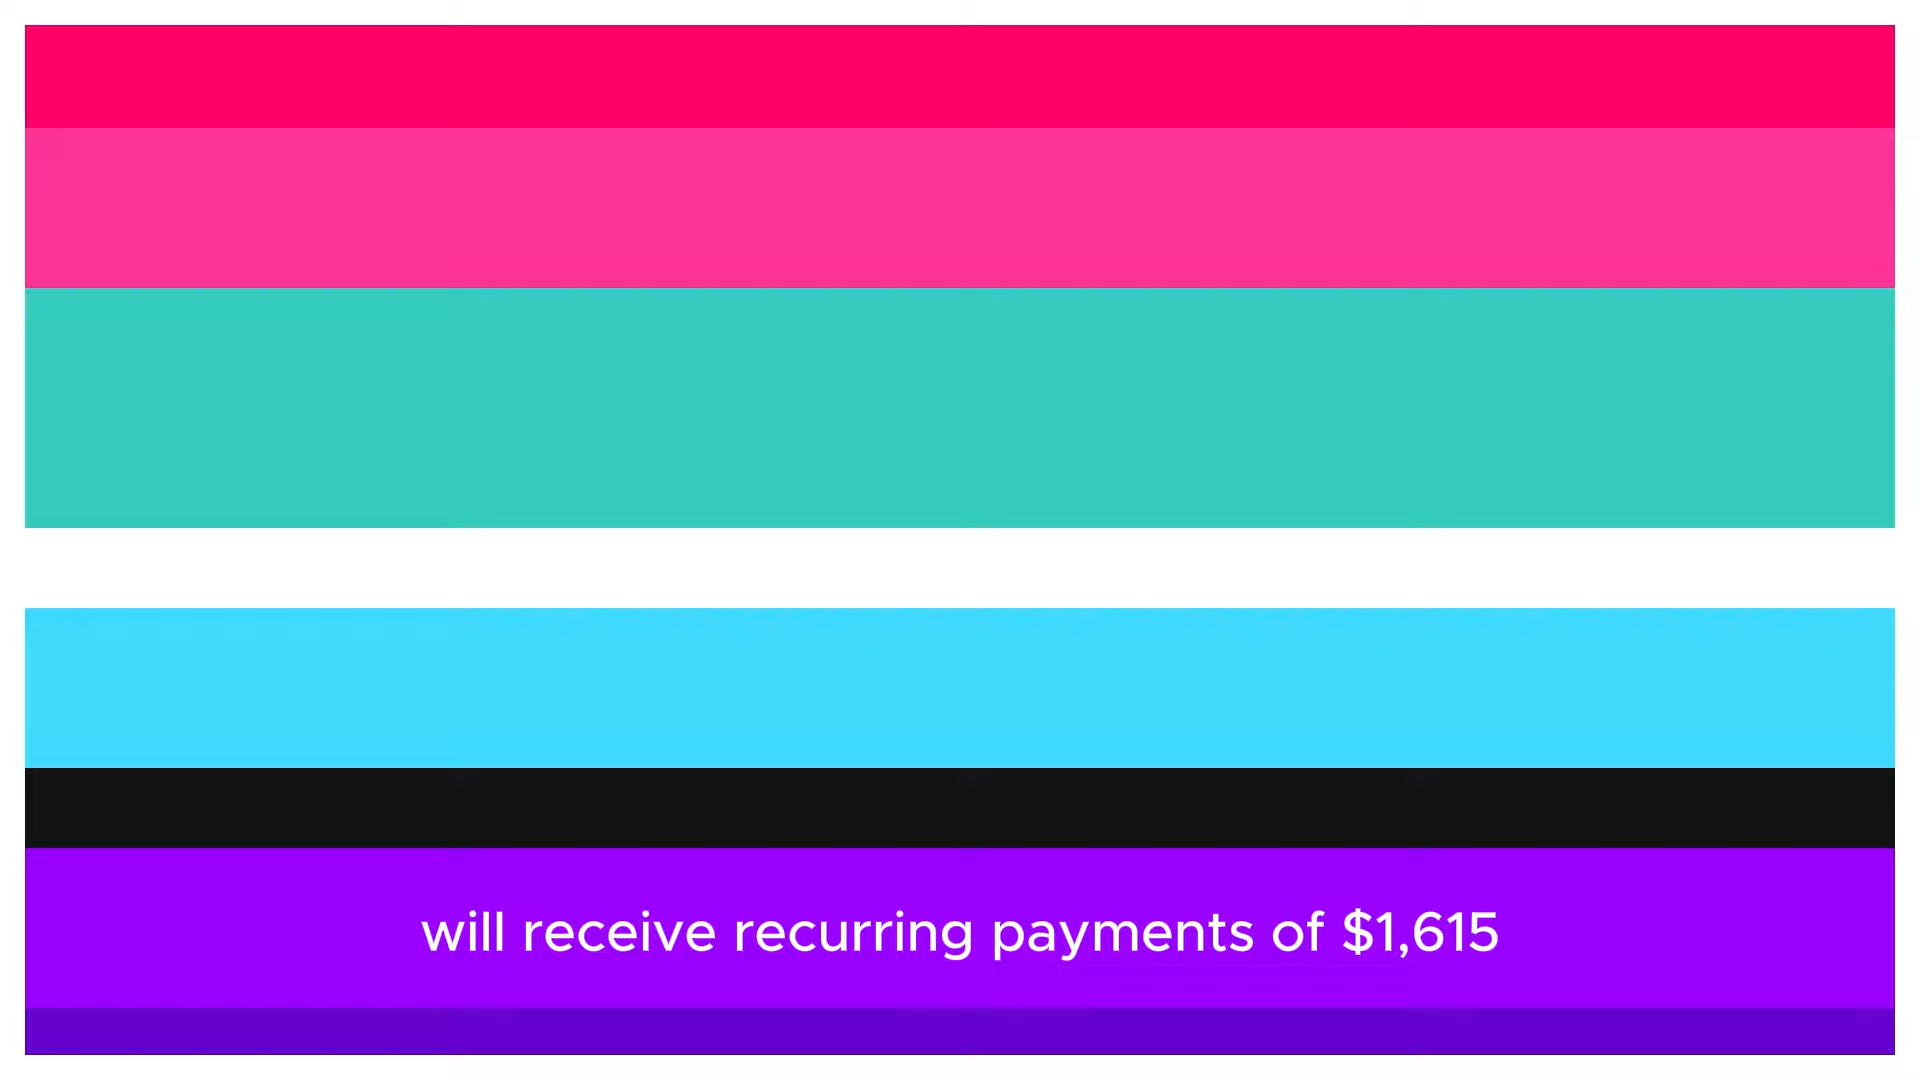 will receive recurring payments of $1,615